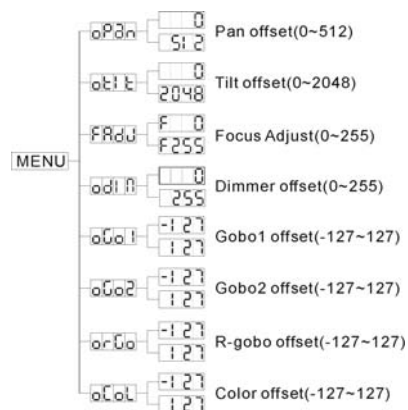 oPAn
0
512
Pan offset(0~512)
otIt
0
2048
Tilt offset(0~2048)
FAdJ
F 0
F255
Focus Adjust(0~255)
MENU
odIM
0
255
Dimmer offset(0~255)
oGo1
-127
127
Gobo1 offset(-127~127)
oGo2
-127
127
Gobo2 offset(-127~127)
orGo
-127
127
R-gobo offset(-127~127)
oCoL
-127
127
Color offset(-127~127)